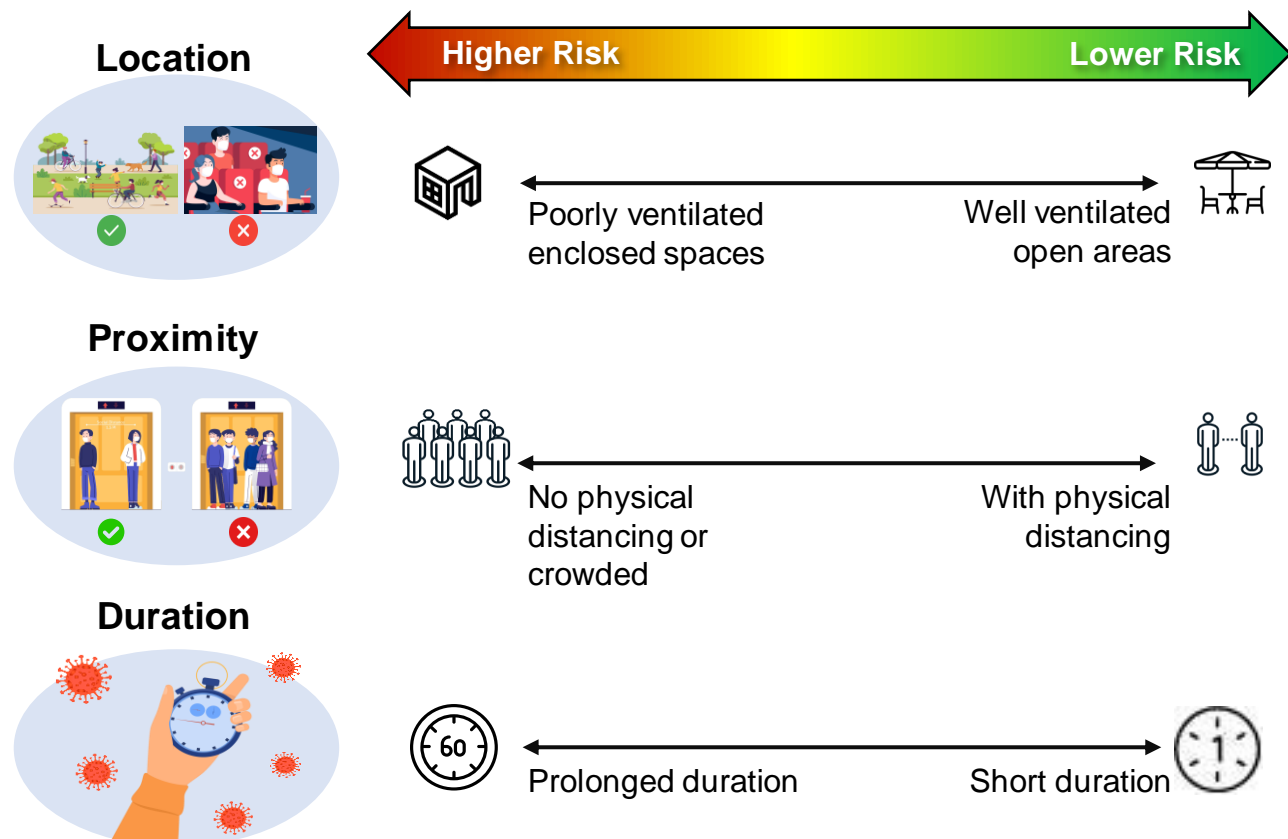 Location
Higher Risk
Lower Risk
Poorly ventilated
enclosed spaces
Well ventilated
open areas
Proximity
No physical
distancing or
crowded
With physical
distancing
Duration
60
Prolonged duration
1
Short duration